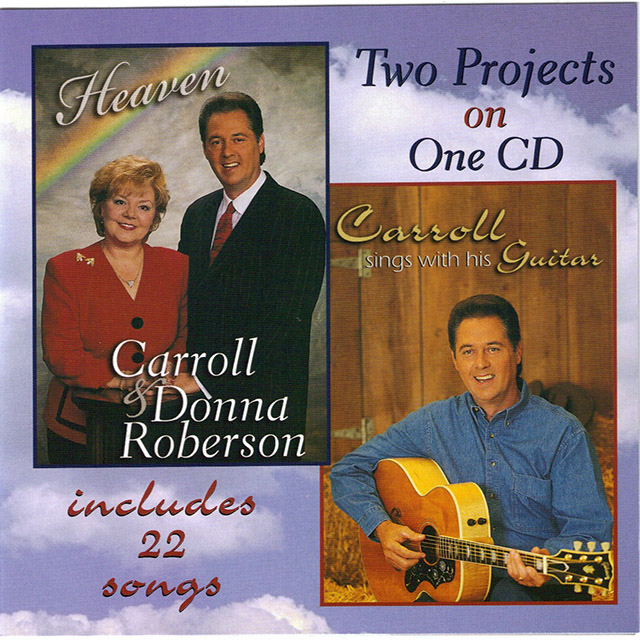 Heaven
Carroll
& Donna
Roberson
Two Projects
on
One CD
Carroll
sings with his Guitar
includes
22
songs